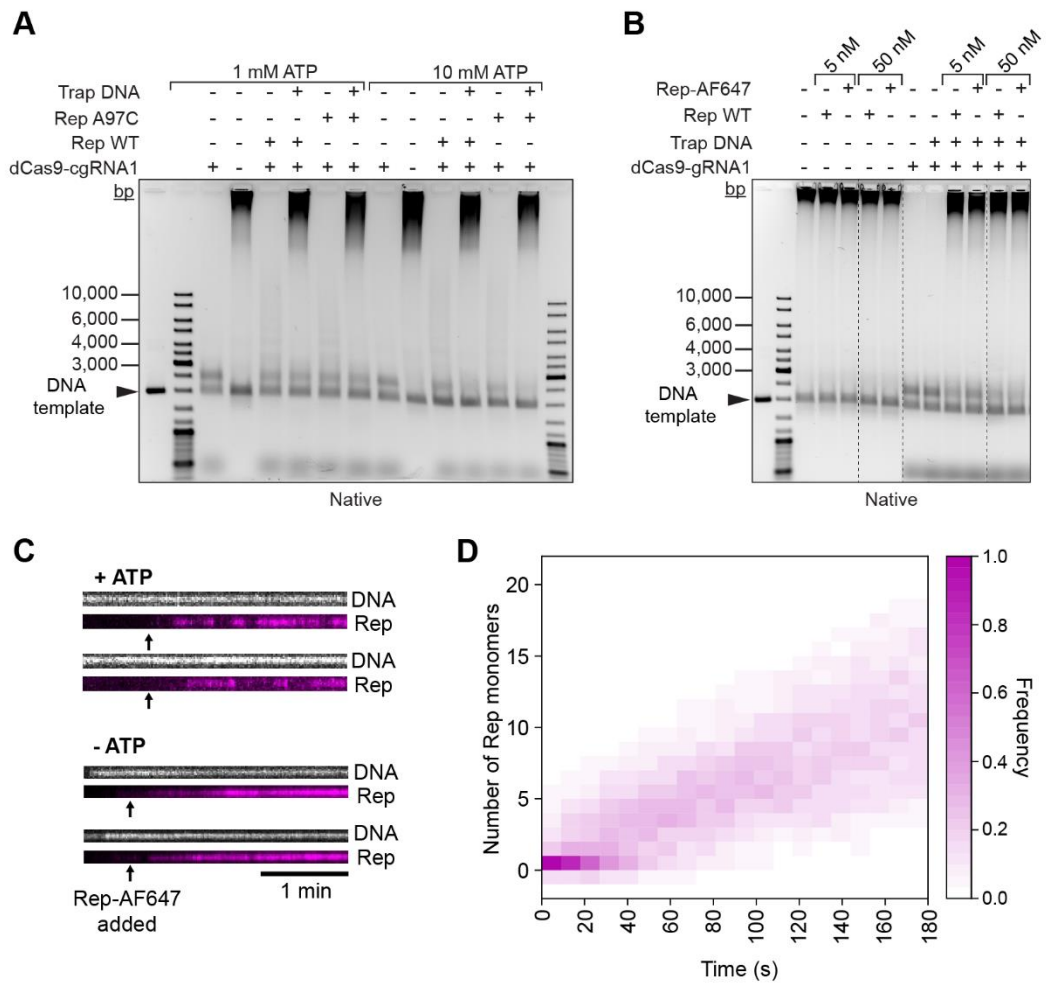 A
1 mM ATP 10 mM ATP
Trap DNA - - - + - + - - - + - +
Rep A97C - - - - + + - - - - + +
Rep WT - - + + - - - - + + - -
dCas9-cgRNA1 + - + + + + + - + + + +
bp
10,000
6,000
4,000
3,000
DNA
template
Native
B
5 nM 50 nM 5 nM 50 nM
Rep-AF647 - - + - + - - - + - +
Rep WT - + - + - - - + - + -
Trap DNA - - - - - - + + + + +
dCas9-gRNA1 - - - - - + + + + + +
bp
10,000
6,000
4,000
3,000
DNA
template
Native
C
+ ATP
DNA
Rep
DNA
Rep
- ATP
DNA
Rep
DNA
Rep
Rep-AF647
added
1 min
D
Number of Rep monomers
20
15
10
5
0
0 20 40 60 80 100 120 140 160 180
Time (s)
1.0
0.8
0.6
0.4
0.2
0.0
Frequency